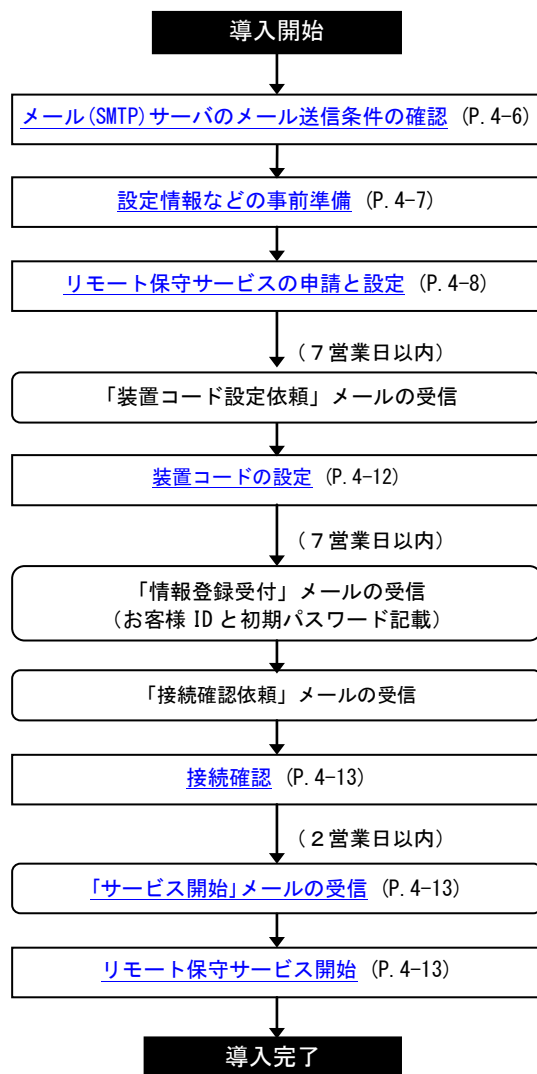 導入開始
メール(SMTP)サーバのメール送信条件の確認 (P.4-6)
設定情報などの事前準備 (P.4-7)
リモート保守サービスの申請と設定 (P.4-8)
(7営業日以内)
「装置コード設定依頼」メールの受信
装置コードの設定 (P.4-12)
(7営業日以内)
「情報登録受付」メールの受信
(お客様 ID と初期パスワード記載)
「接続確認依頼」メールの受信
接続確認 (P.4-13)
(2営業日以内)
「サービス開始」メールの受信 (P.4-13)
リモート保守サービス開始 (P.4-13)
導入完了